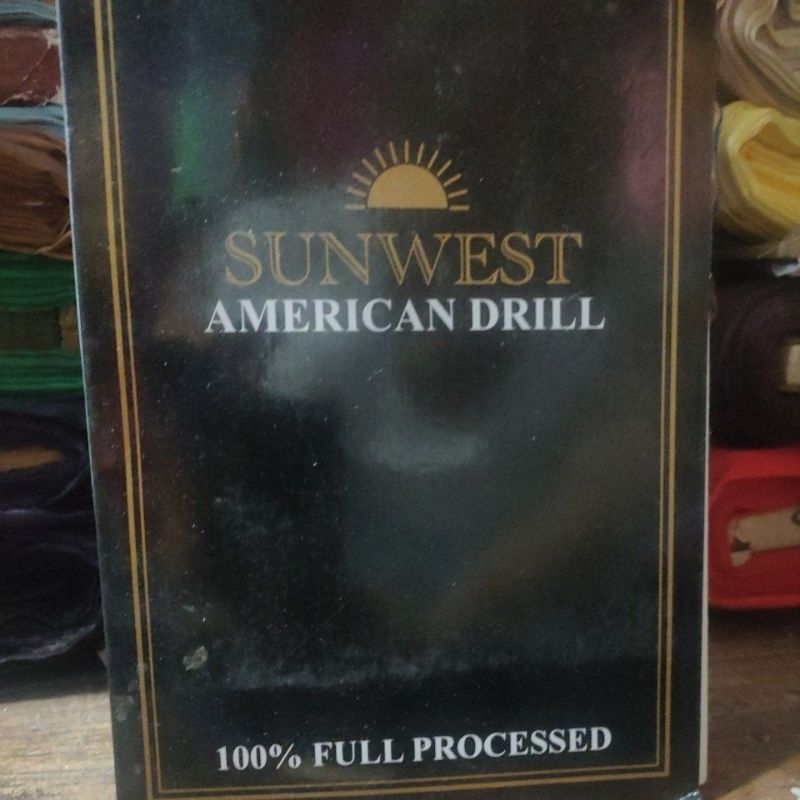 SUNWEST
AMERICAN DRILL
100% FULL PROCESSED